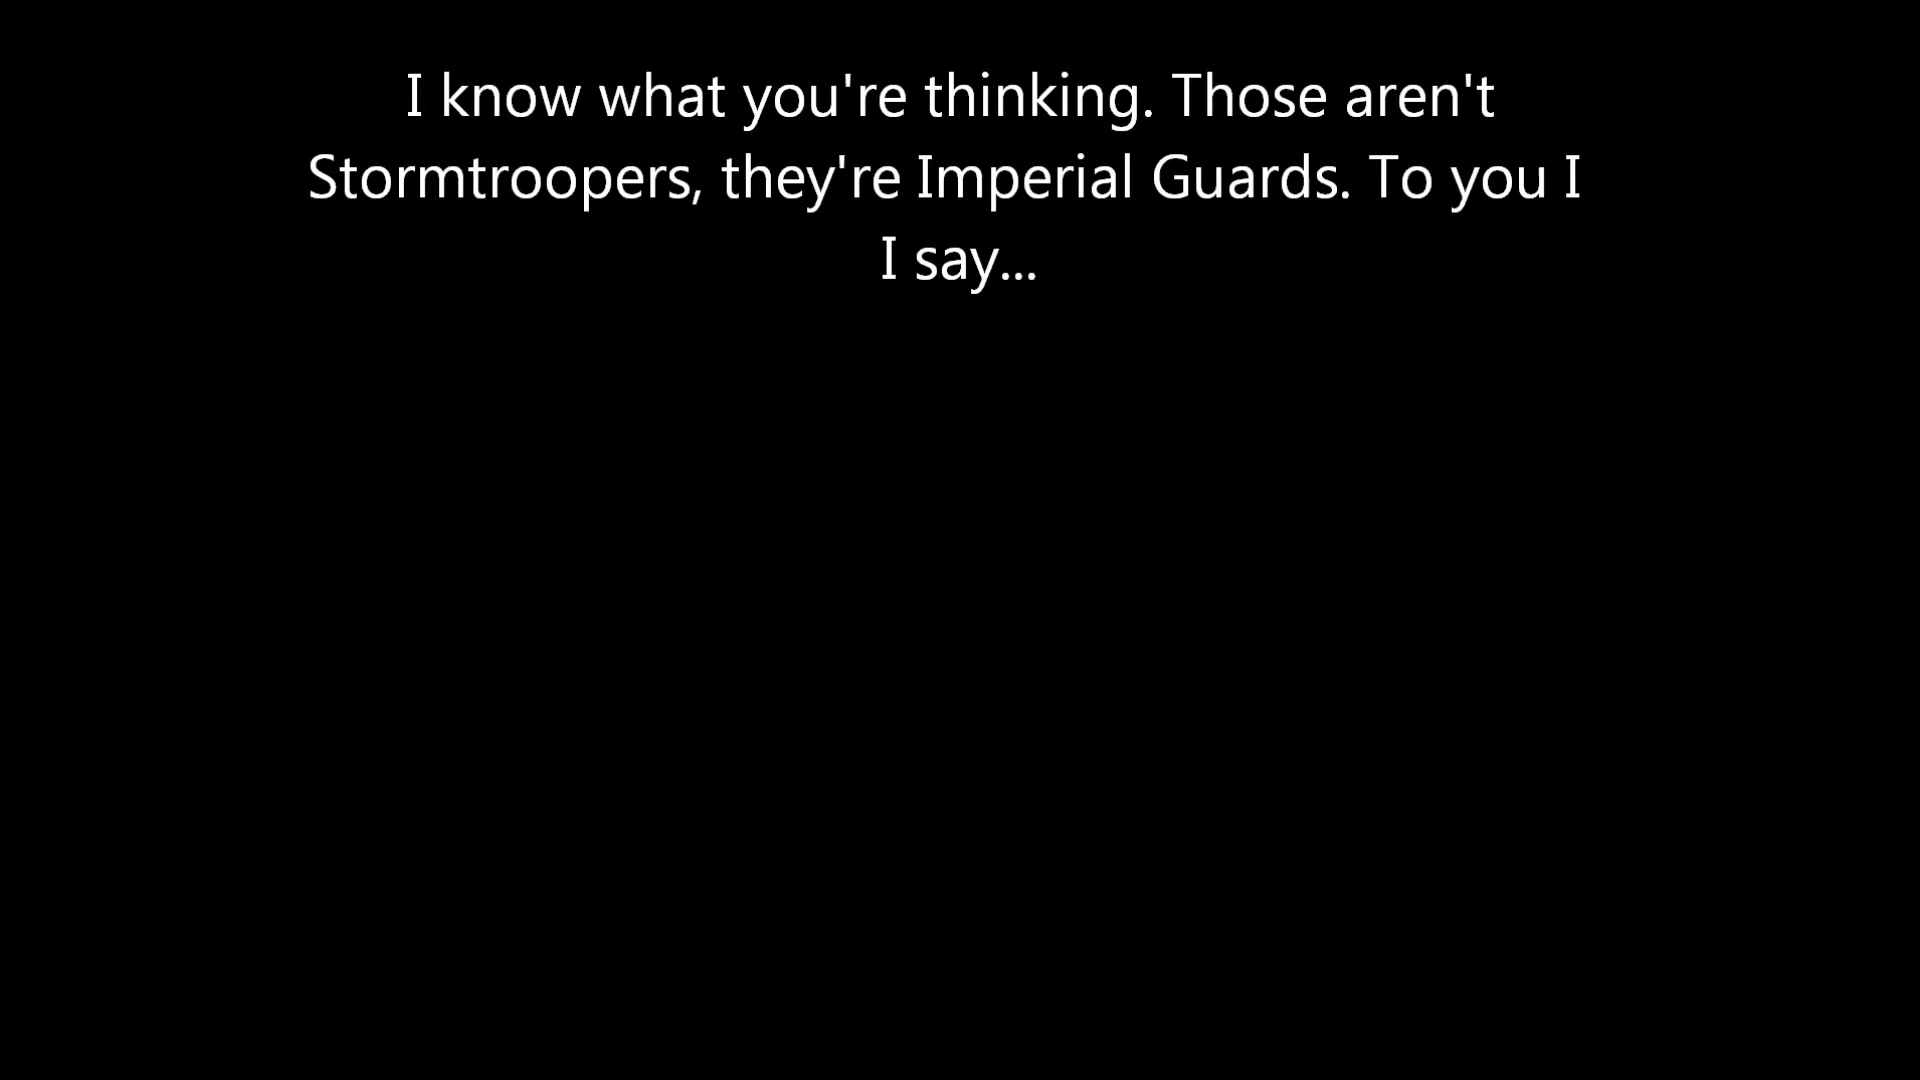 I know what you're thinking. Those aren't
Stormtroopers, they're Imperial Guards. To you I
I say...